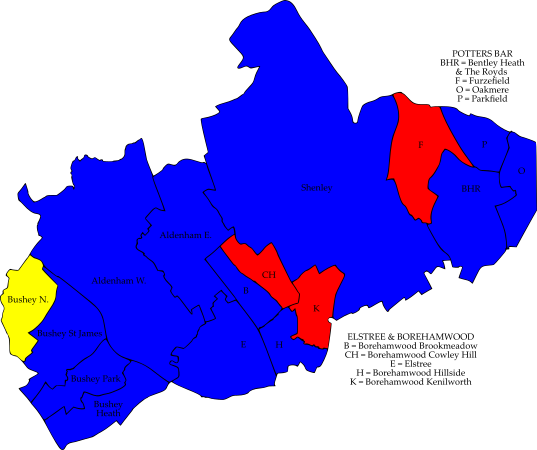 POTTERS BAR
BHR = Bentley Heath
& The Royds
F = Furzefield
O = Oakmere
P = Parkfield
F
P
O
BHR
Shenley
Aldenham E.
CH
Aldenham W.
B
Bushey N.
K
Bushey St James
E
H
Bushey Park
Bushey
Heath
ELSTREE & BOREHAMWOOD
B = Borehamwood Brookmeadow
CH = Borehamwood Cowley Hill
E = Elstree
H = Borehamwood Hillside
K = Borehamwood Kenilworth